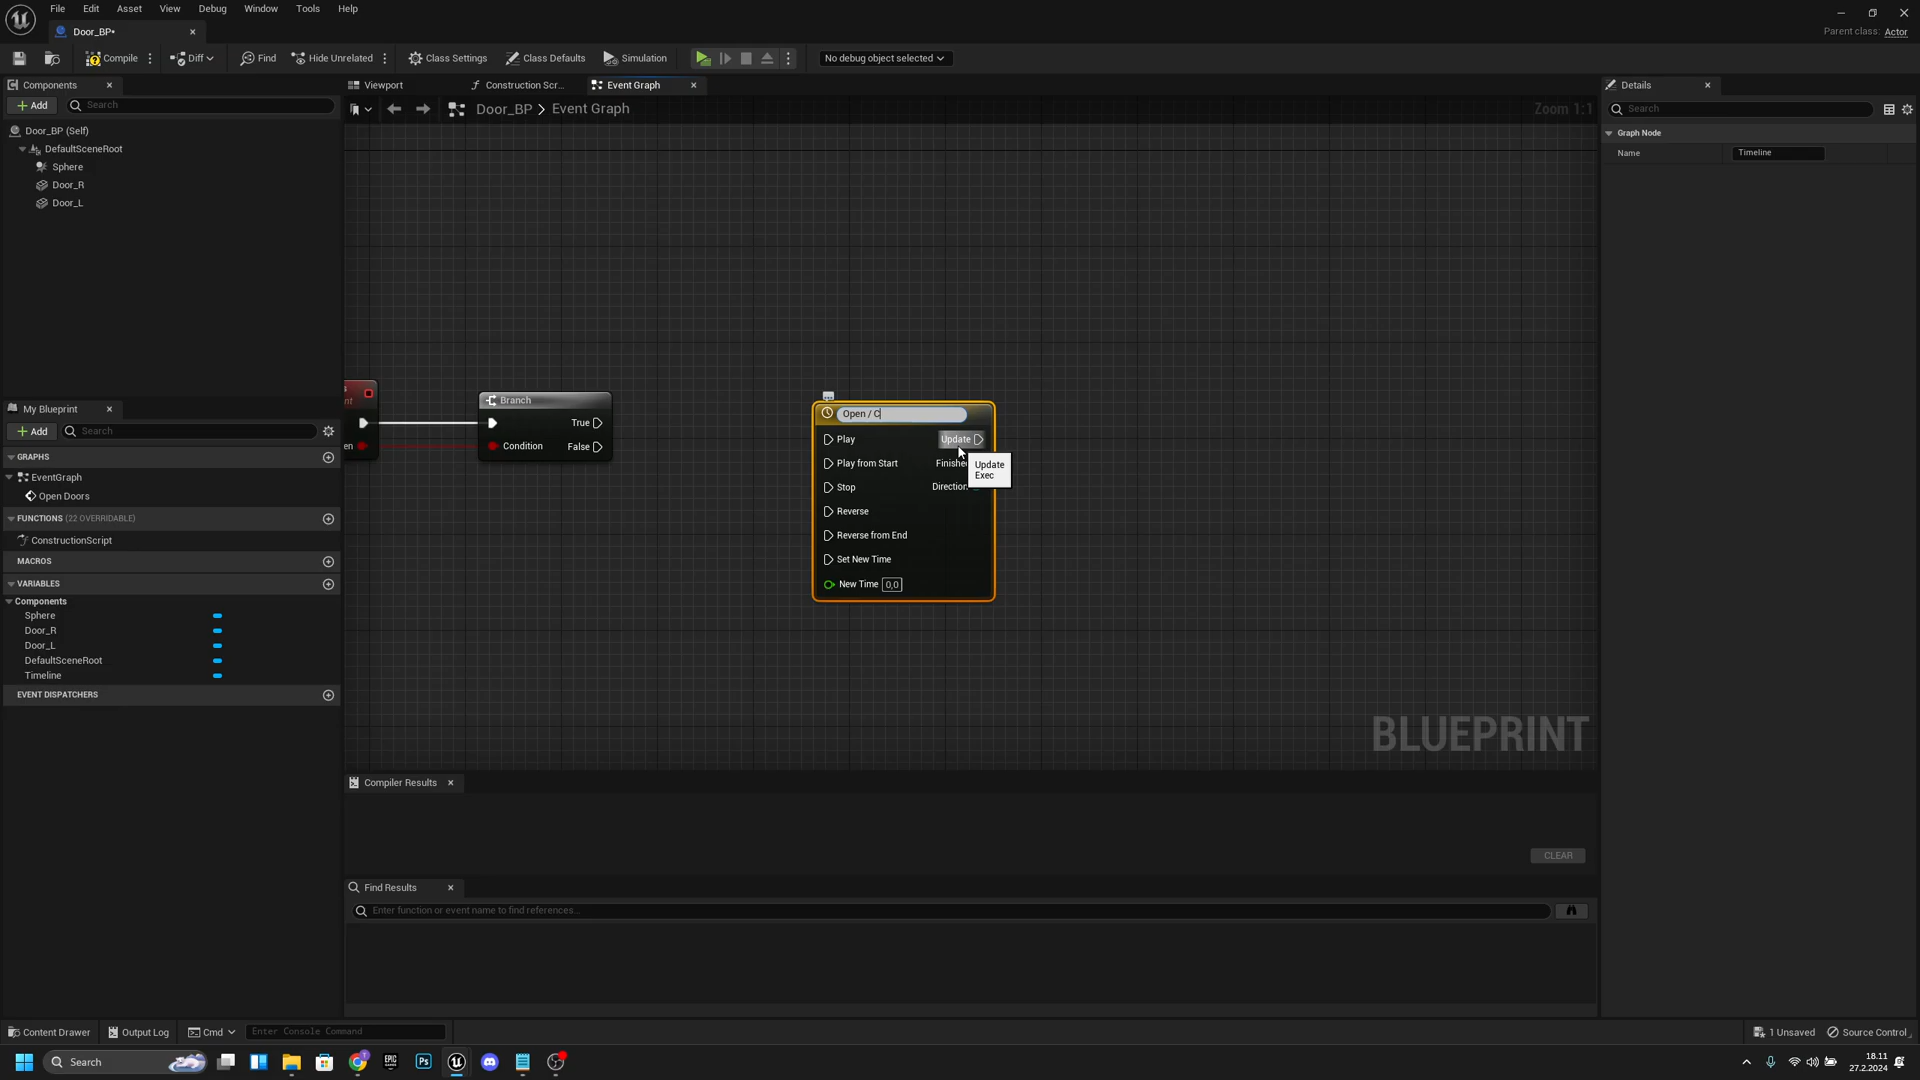 File Edit Asset View Debug Window Tools Help
Door_BP•
Parent class: Actor
Compile Diff Find Hide Unrelated Class Settings Class Defaults Simulation No debug object selected
Components
Add Search
Door_BP (Self)
DefaultSceneRoot
Sphere
Door_R
Door_L
Viewport Construction Scr... Event Graph
Door_BP > Event Graph
Zoom 1:1
Details
Search
Graph Node
Name Timeline
Branch
True
Condition False
Open / C
Play Update
Play from Start
Stop Direction
Reverse
Reverse from End
Set New Time
New Time 0,0
Update
Exec
BLUEPRINT
My Blueprint
Add Search
GRAPHS
EventGraph
Open Doors
FUNCTIONS (22 OVERRIDABLE)
ConstructionScript
MACROS
VARIABLES
Components
Sphere
Door_R
Door_L
DefaultSceneRoot
Timeline
EVENT DISPATCHERS
Compiler Results
CLEAR
Find Results
Enter function or event name to find references...
Content Drawer Output Log Cmd Enter Console Command
1 Unsaved Source Control
Search
EPIC
Ps
18.11
27.2.2024